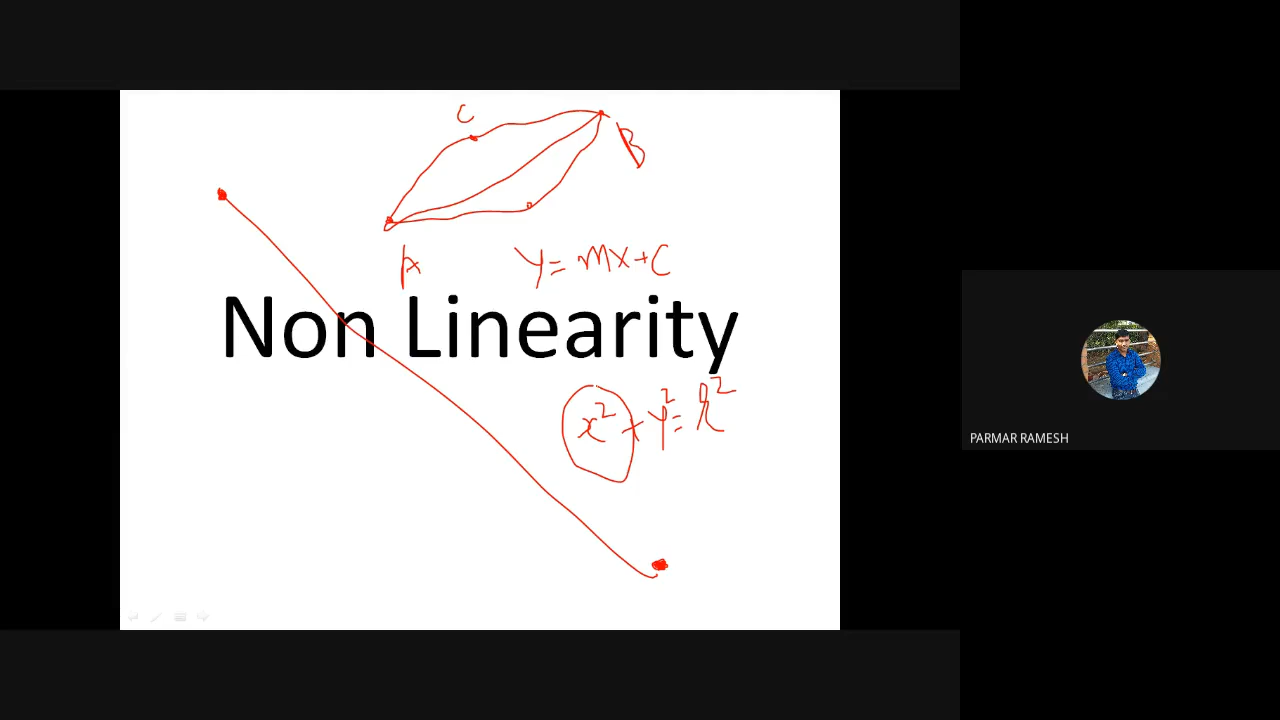 C
B
A
Y = mx + C
Non Linearity
x² + y² = r²
PARMAR RAMESH